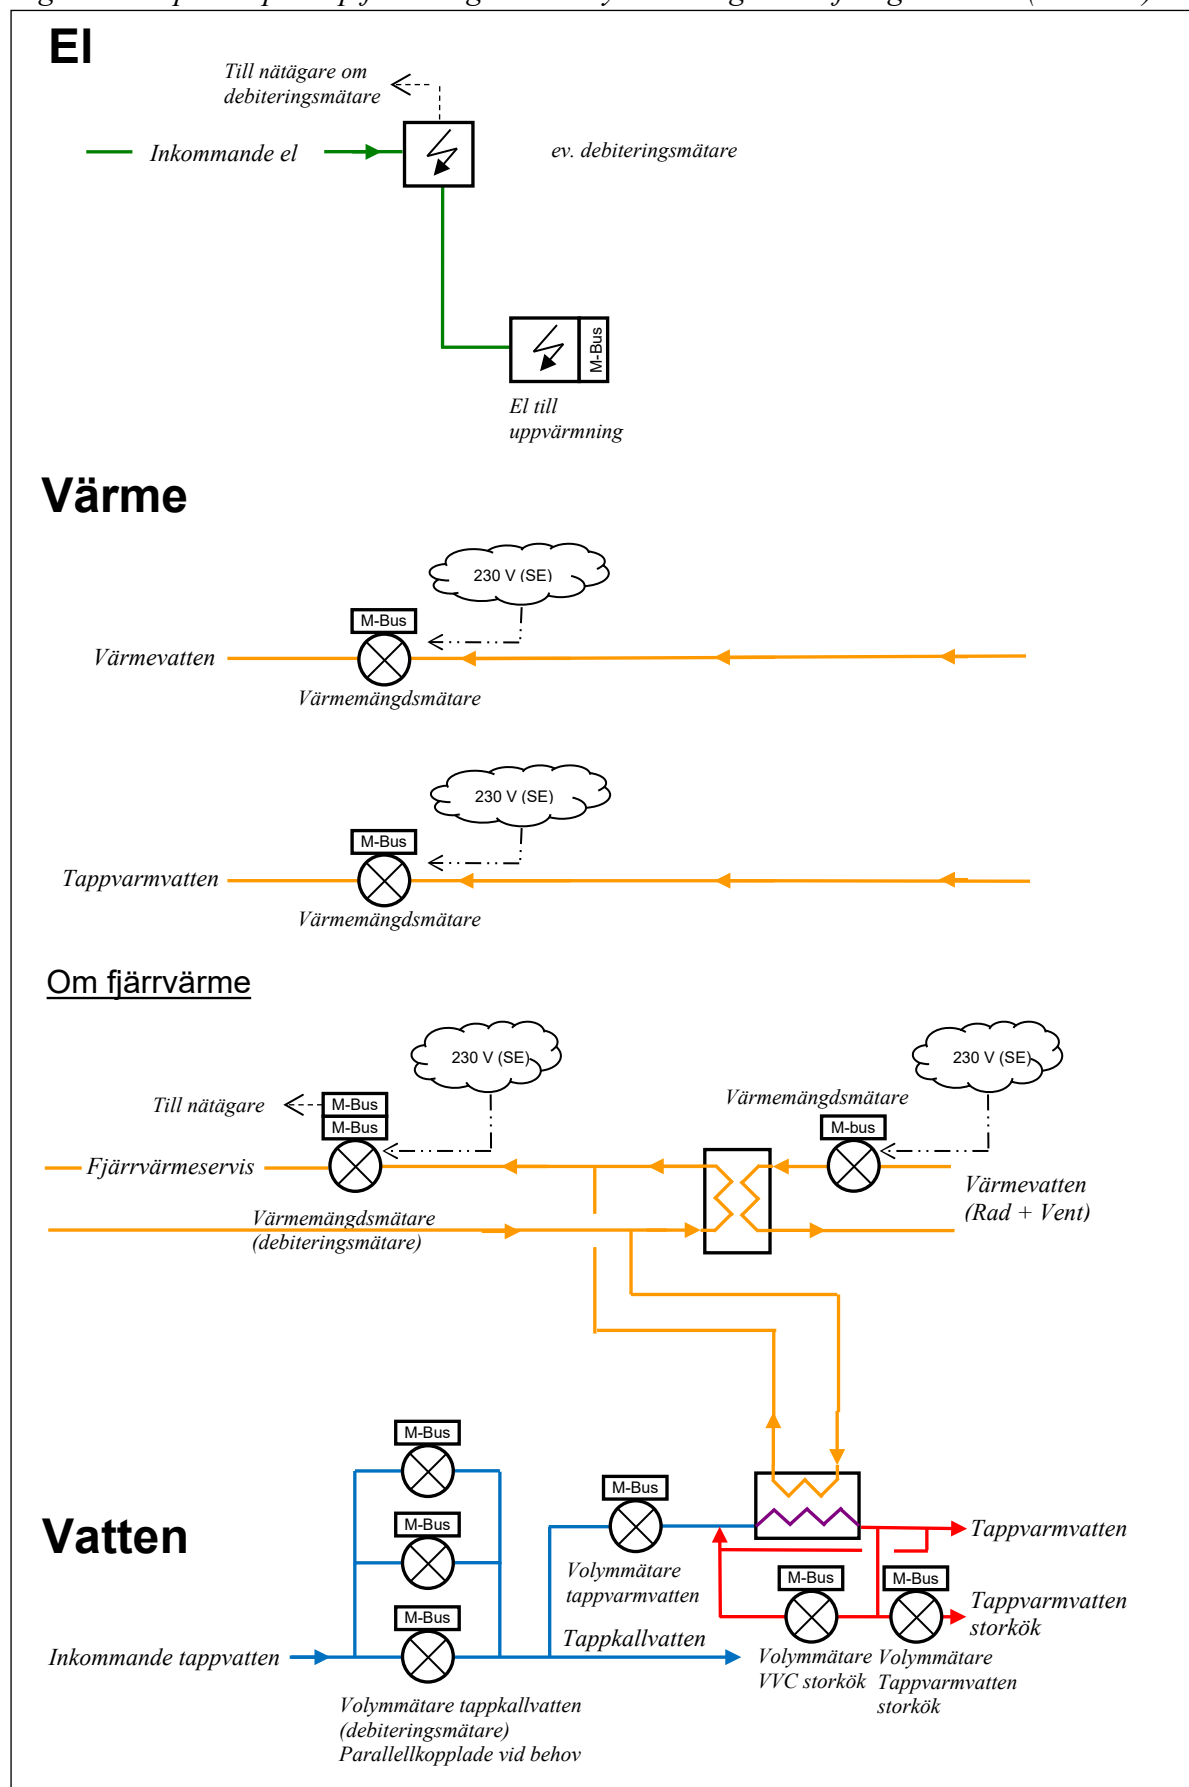 El
Till nätägare om
debiteringsmätare
Inkommande el
ev. debiteringsmätare
M-Bus
El till
uppvärmning
Värme
230 V (SE)
M-Bus
Värmevatten
Värmemängdsmätare
230 V (SE)
M-Bus
Tappvarmvatten
Värmemängdsmätare
Om fjärrvärme
230 V (SE)
230 V (SE)
Till nätägare
M-Bus
M-Bus
Värmemängdsmätare
M-bus
Fjärrvärmeservis
Värmevatten
(Rad + Vent)
Värmemängdsmätare
(debiteringsmätare)
M-Bus
M-Bus
M-Bus
Vatten
M-Bus
Volymmätare
tappvarmvatten
Tappvarmvatten
M-Bus
M-Bus
Tappvarmvatten
storkök
Inkommande tappvatten
Tappkallvatten
Volymmätare
VVC storkök
Volymmätare
Tappvarmvatten
storkök
Volymmätare tappkallvatten
(debiteringsmätare)
Parallellkopplade vid behov